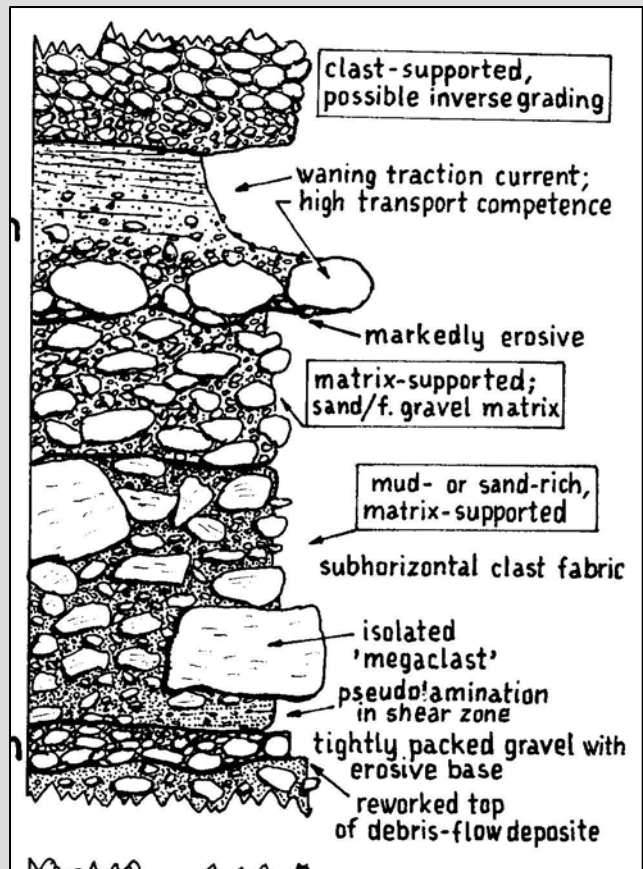 clast-supported,
possible inverse grading
waning traction current;
high transport competence
markedly erosive
matrix-supported;
sand/f. gravel matrix
mud- or sand-rich,
matrix-supported
subhorizontal clast fabric
isolated
'megaclast'
pseudolamination
in shear zone
tightly packed gravel with
erosive base
reworked top
of debris-flow deposite